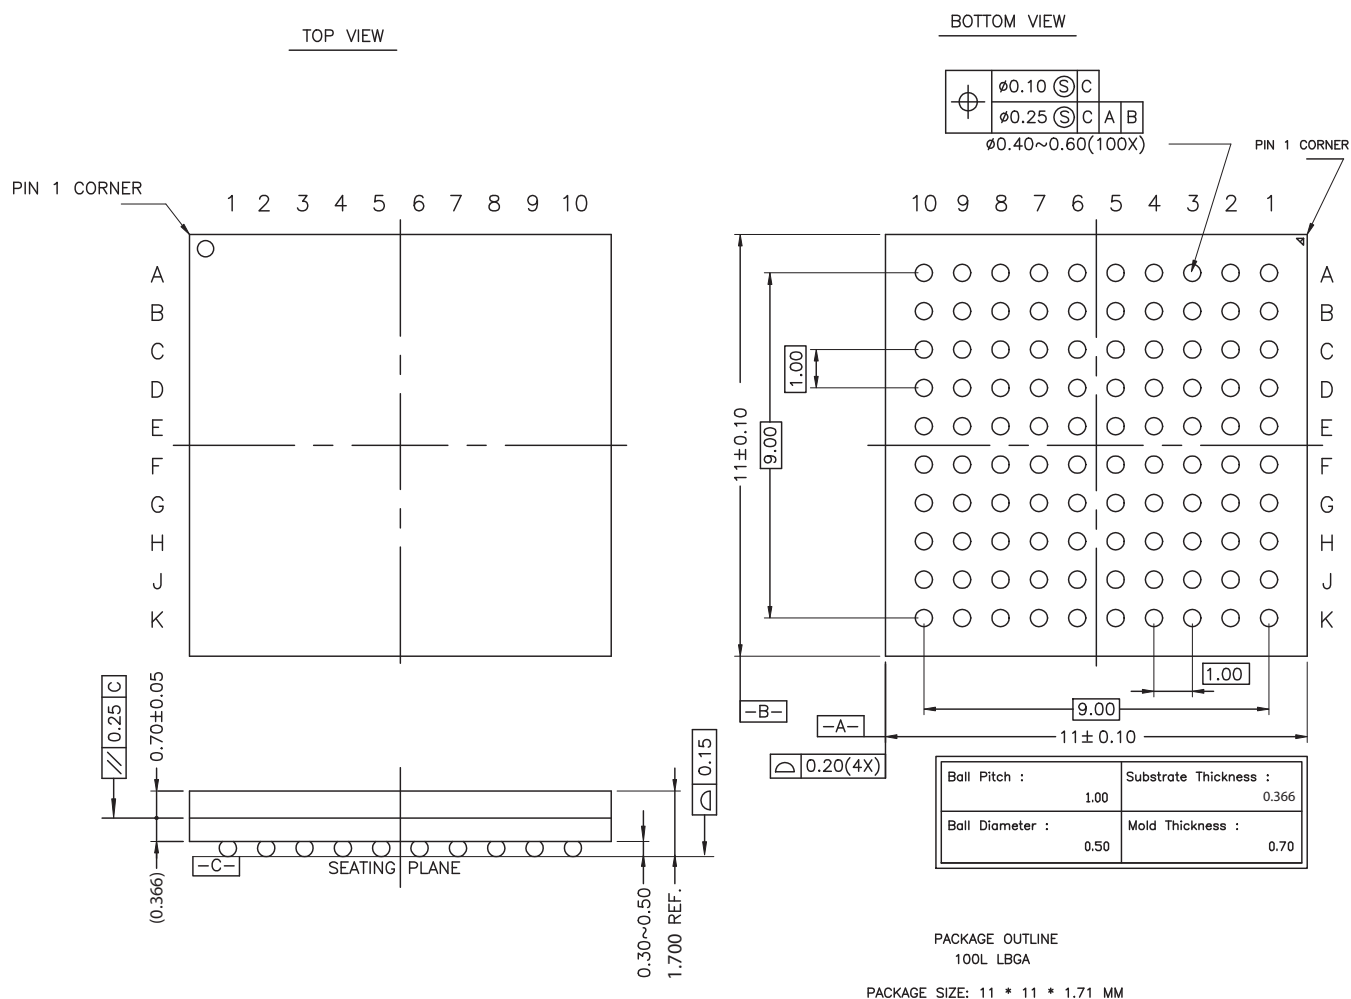 TOP VIEW
BOTTOM VIEW
ø0.10 Ⓢ C
ø0.25 Ⓢ C A B
ø0.40~0.60(100X)
PIN 1 CORNER
PIN 1 CORNER
1 2 3 4 5 6 7 8 9 10
10 9 8 7 6 5 4 3 2 1
A
B
C
D
E
F
G
H
J
K
A
B
C
D
E
F
G
H
J
K
1.00
9.00
11±0.10
1.00
9.00
11±0.10
-B-
-A-
0.20(4X)
// 0.25 C
0.70±0.05
(0.366)
0.15
-C-
SEATING PLANE
0.30~0.50
1.700 REF.
Ball Pitch :
1.00
Substrate Thickness :
0.366
Ball Diameter :
0.50
Mold Thickness :
0.70
PACKAGE OUTLINE
100L LBGA
PACKAGE SIZE: 11 * 11 * 1.71 MM